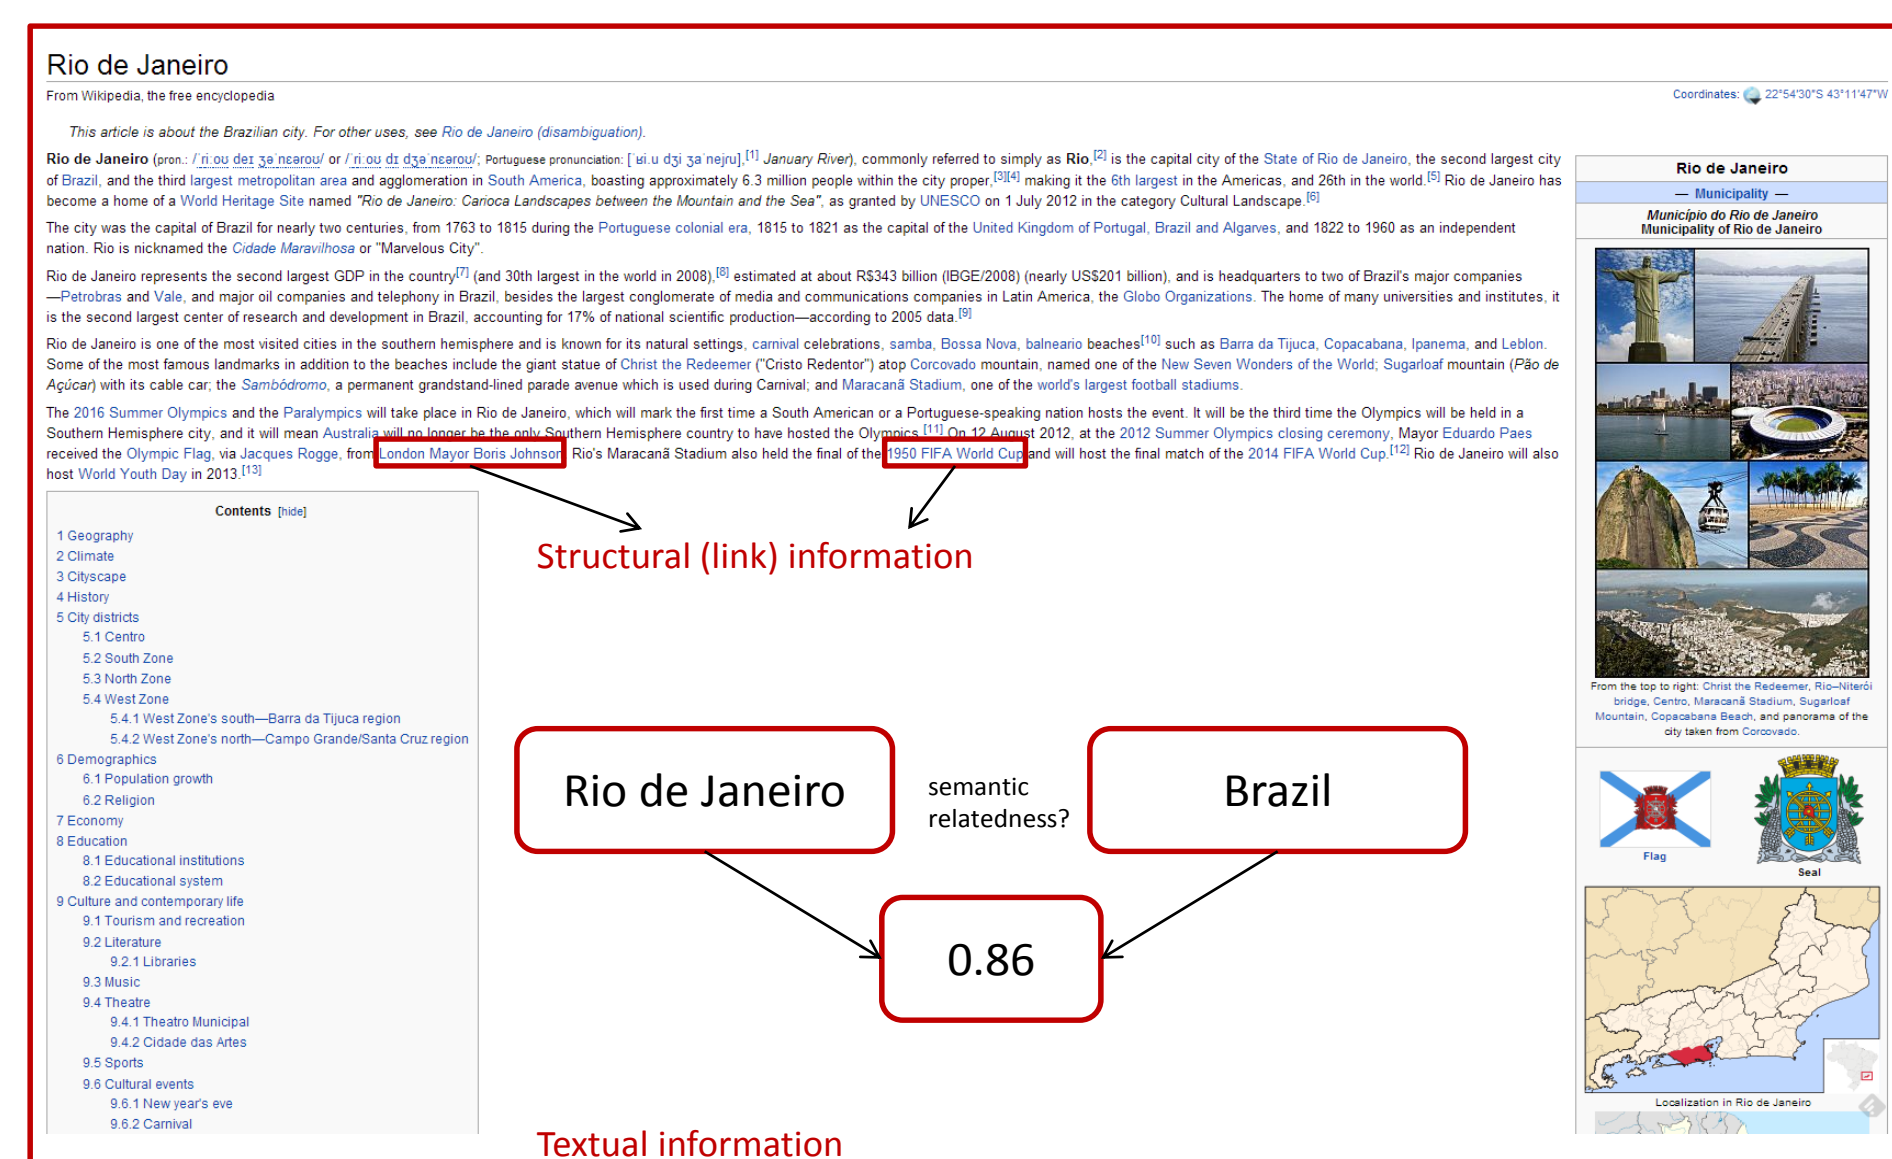 Rio de Janeiro
From Wikipedia, the free encyclopedia
Coordinates: 22°54′30″S 43°11′47″W
This article is about the Brazilian city. For other uses, see Rio de Janeiro (disambiguation).
Rio de Janeiro (pron.: /ˈriːoʊ deɪ ʒəˈnɛəroʊ/ or /ˈriːoʊ dɪ dʒəˈnɛəroʊ/; Portuguese pronunciation: [ˈʁi.u dʒi ʒaˈnejɾu],[1] January River), commonly referred to simply as Rio,[2] is the capital city of the State of Rio de Janeiro, the second largest city
of Brazil, and the third largest metropolitan area and agglomeration in South America, boasting approximately 6.3 million people within the city proper,[3][4] making it the 6th largest in the Americas, and 26th in the world.[5] Rio de Janeiro has
become a home of a World Heritage Site named "Rio de Janeiro: Carioca Landscapes between the Mountain and the Sea", as granted by UNESCO on 1 July 2012 in the category Cultural Landscape.[6]
The city was the capital of Brazil for nearly two centuries, from 1763 to 1815 during the Portuguese colonial era, 1815 to 1821 as the capital of the United Kingdom of Portugal, Brazil and Algarves, and 1822 to 1960 as an independent
nation. Rio is nicknamed the Cidade Maravilhosa or "Marvelous City".
Rio de Janeiro represents the second largest GDP in the country[7] (and 30th largest in the world in 2008),[8] estimated at about R$343 billion (IBGE/2008) (nearly US$201 billion), and is headquarters to two of Brazil's major companies
—Petrobras and Vale, and major oil companies and telephony in Brazil, besides the largest conglomerate of media and communications companies in Latin America, the Globo Organizations. The home of many universities and institutes, it
is the second largest center of research and development in Brazil, accounting for 17% of national scientific production—according to 2005 data.[9]
Rio de Janeiro is one of the most visited cities in the southern hemisphere and is known for its natural settings, carnival celebrations, samba, Bossa Nova, balneario beaches[10] such as Barra da Tijuca, Copacabana, Ipanema, and Leblon.
Some of the most famous landmarks in addition to the beaches include the giant statue of Christ the Redeemer ("Cristo Redentor") atop Corcovado mountain, named one of the New Seven Wonders of the World; Sugarloaf mountain (Pão de
Açúcar) with its cable car; the Sambódromo, a permanent grandstand-lined parade avenue which is used during Carnival; and Maracanã Stadium, one of the world's largest football stadiums.
The 2016 Summer Olympics and the Paralympics will take place in Rio de Janeiro, which will mark the first time a South American or a Portuguese-speaking nation hosts the event. It will be the third time the Olympics will be held in a
Southern Hemisphere city, and it will mean Australia will no longer be the only Southern Hemisphere country to have hosted the Olympics.[11] On 12 August 2012, at the 2012 Summer Olympics closing ceremony, Mayor Eduardo Paes
received the Olympic Flag, via Jacques Rogge, from London Mayor Boris Johnson. Rio's Maracanã Stadium also held the final of the 1950 FIFA World Cup and will host the final match of the 2014 FIFA World Cup.[12] Rio de Janeiro will also
host World Youth Day in 2013.[13]
Contents [hide]
1 Geography
2 Climate
3 Cityscape
4 History
5 City districts
5.1 Centro
5.2 South Zone
5.3 North Zone
5.4 West Zone
5.4.1 West Zone's south—Barra da Tijuca region
5.4.2 West Zone's north—Campo Grande/Santa Cruz region
6 Demographics
6.1 Population growth
6.2 Religion
7 Economy
8 Education
8.1 Educational institutions
8.2 Educational system
9 Culture and contemporary life
9.1 Tourism and recreation
9.2 Literature
9.2.1 Libraries
9.3 Music
9.4 Theatre
9.4.1 Theatro Municipal
9.4.2 Cidade das Artes
9.5 Sports
9.6 Cultural events
9.6.1 New year's eve
9.6.2 Carnival
Structural (link) information
Rio de Janeiro
semantic
relatedness?
Brazil
0.86
Textual information
Rio de Janeiro
— Municipality —
Município do Rio de Janeiro
Municipality of Rio de Janeiro
From the top to right: Christ the Redeemer, Rio–Niterói
bridge, Centro, Maracanã Stadium, Sugarloaf
Mountain, Copacabana Beach, and panorama of the
city taken from Corcovado.
Flag
Seal
Localization in Rio de Janeiro